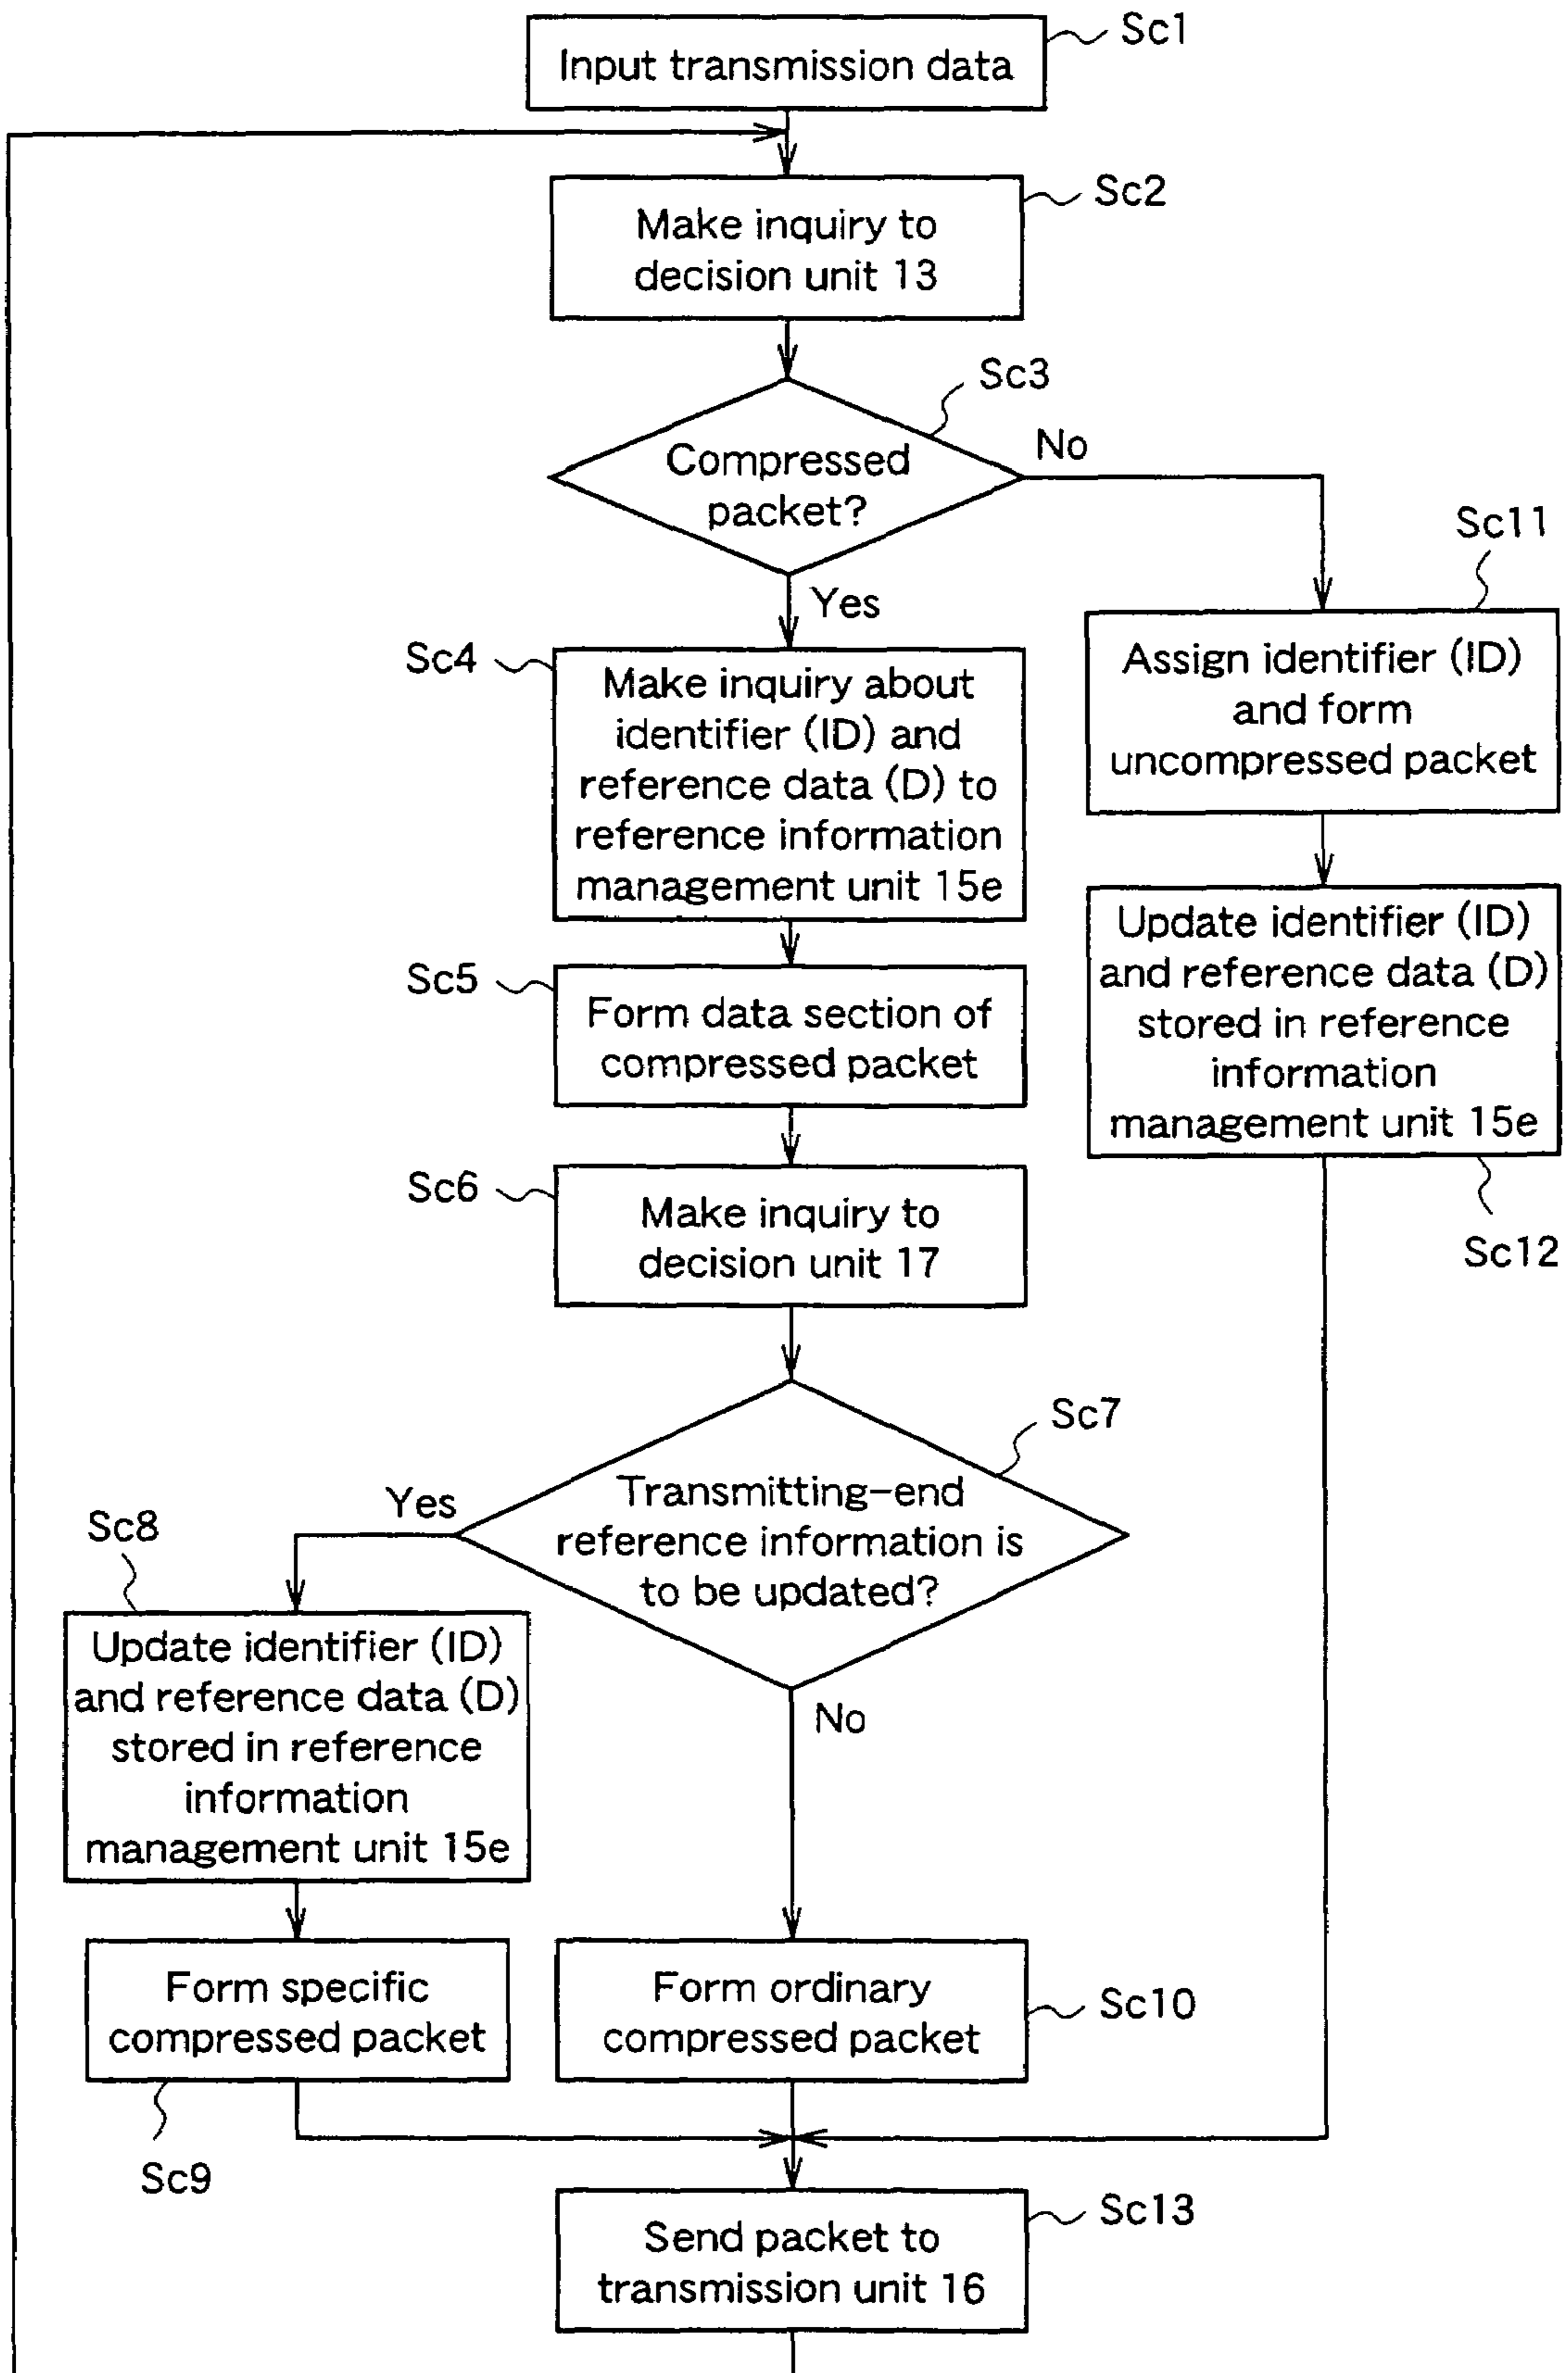 Sc1
Input transmission data
Sc2
Make inquiry to
decision unit 13
Sc3
Compressed
packet?
No
Yes
Sc11
Assign identifier (ID)
and form
uncompressed packet
Sc4
Make inquiry about
identifier (ID) and
reference data (D) to
reference information
management unit 15e
Update identifier (ID)
and reference data (D)
stored in reference
information
management unit 15e
Sc12
Sc5
Form data section of
compressed packet
Sc6
Make inquiry to
decision unit 17
Sc7
Transmitting-end
reference information is
to be updated?
Yes
No
Sc8
Update identifier (ID)
and reference data (D)
stored in reference
information
management unit 15e
Form specific
compressed packet
Sc9
Form ordinary
compressed packet
Sc10
Sc13
Send packet to
transmission unit 16